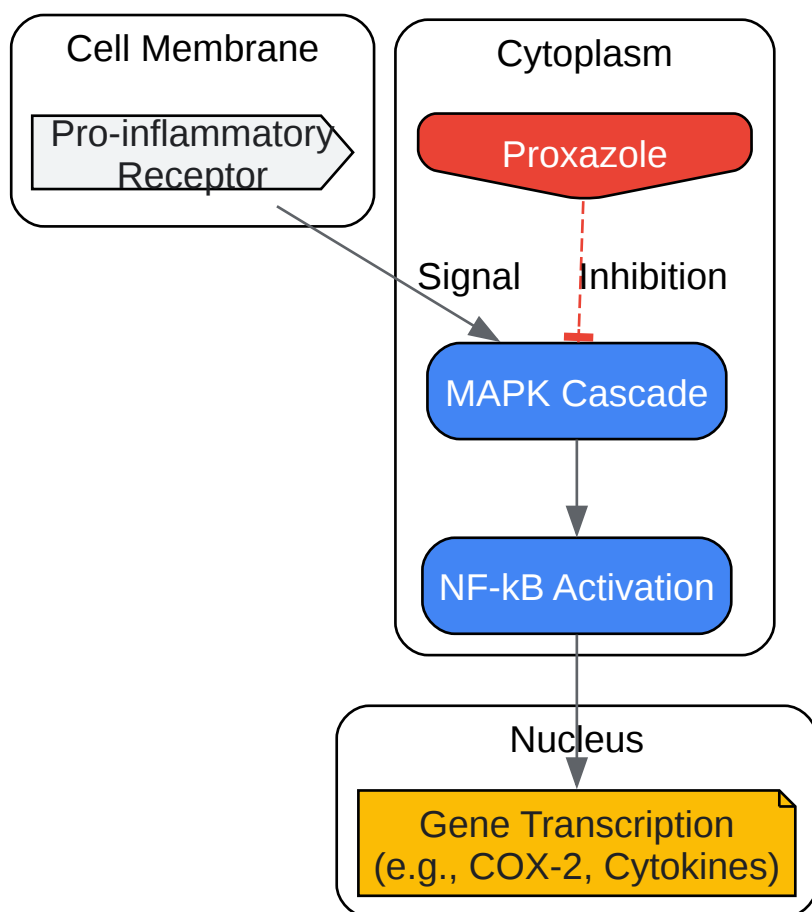 Cell Membrane
Pro-inflammatory
Receptor
Cytoplasm
Proxazole
Signal
Inhibition
MAPK Cascade
NF-kB Activation
Nucleus
Gene Transcription
(e.g., COX-2, Cytokines)